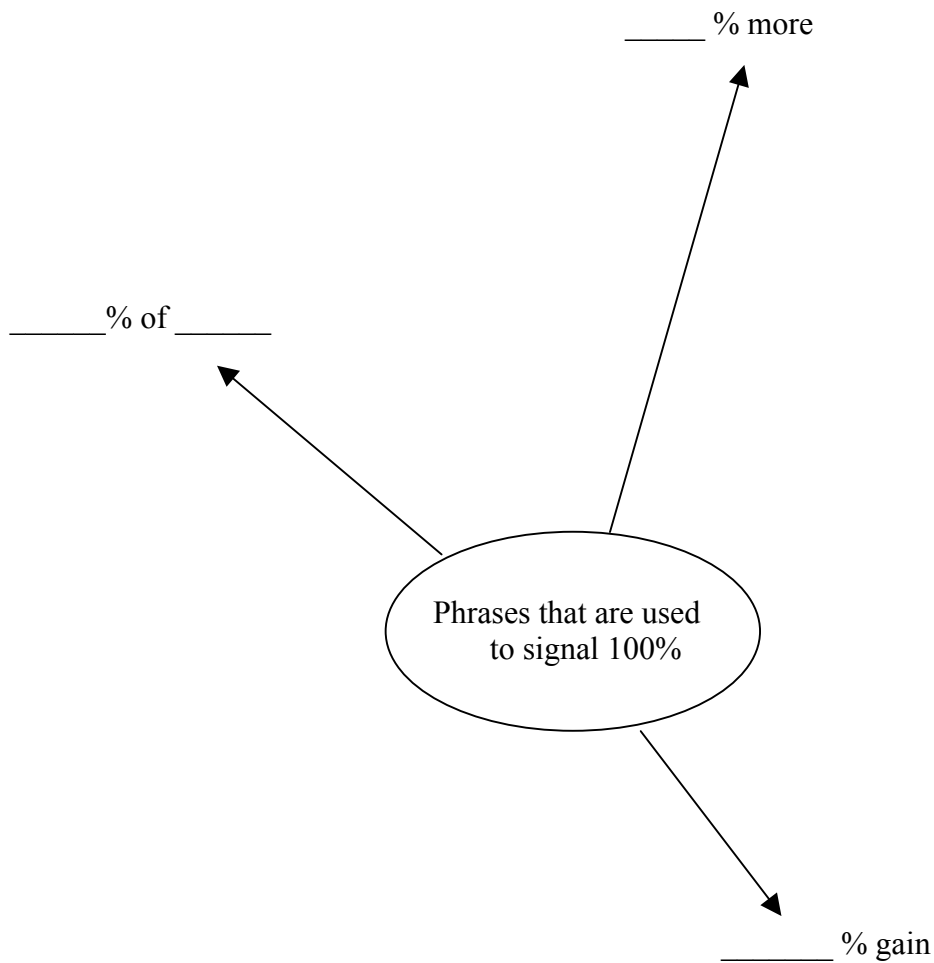 _____ % more
______% of ______
Phrases that are used
to signal 100%
_______ % gain